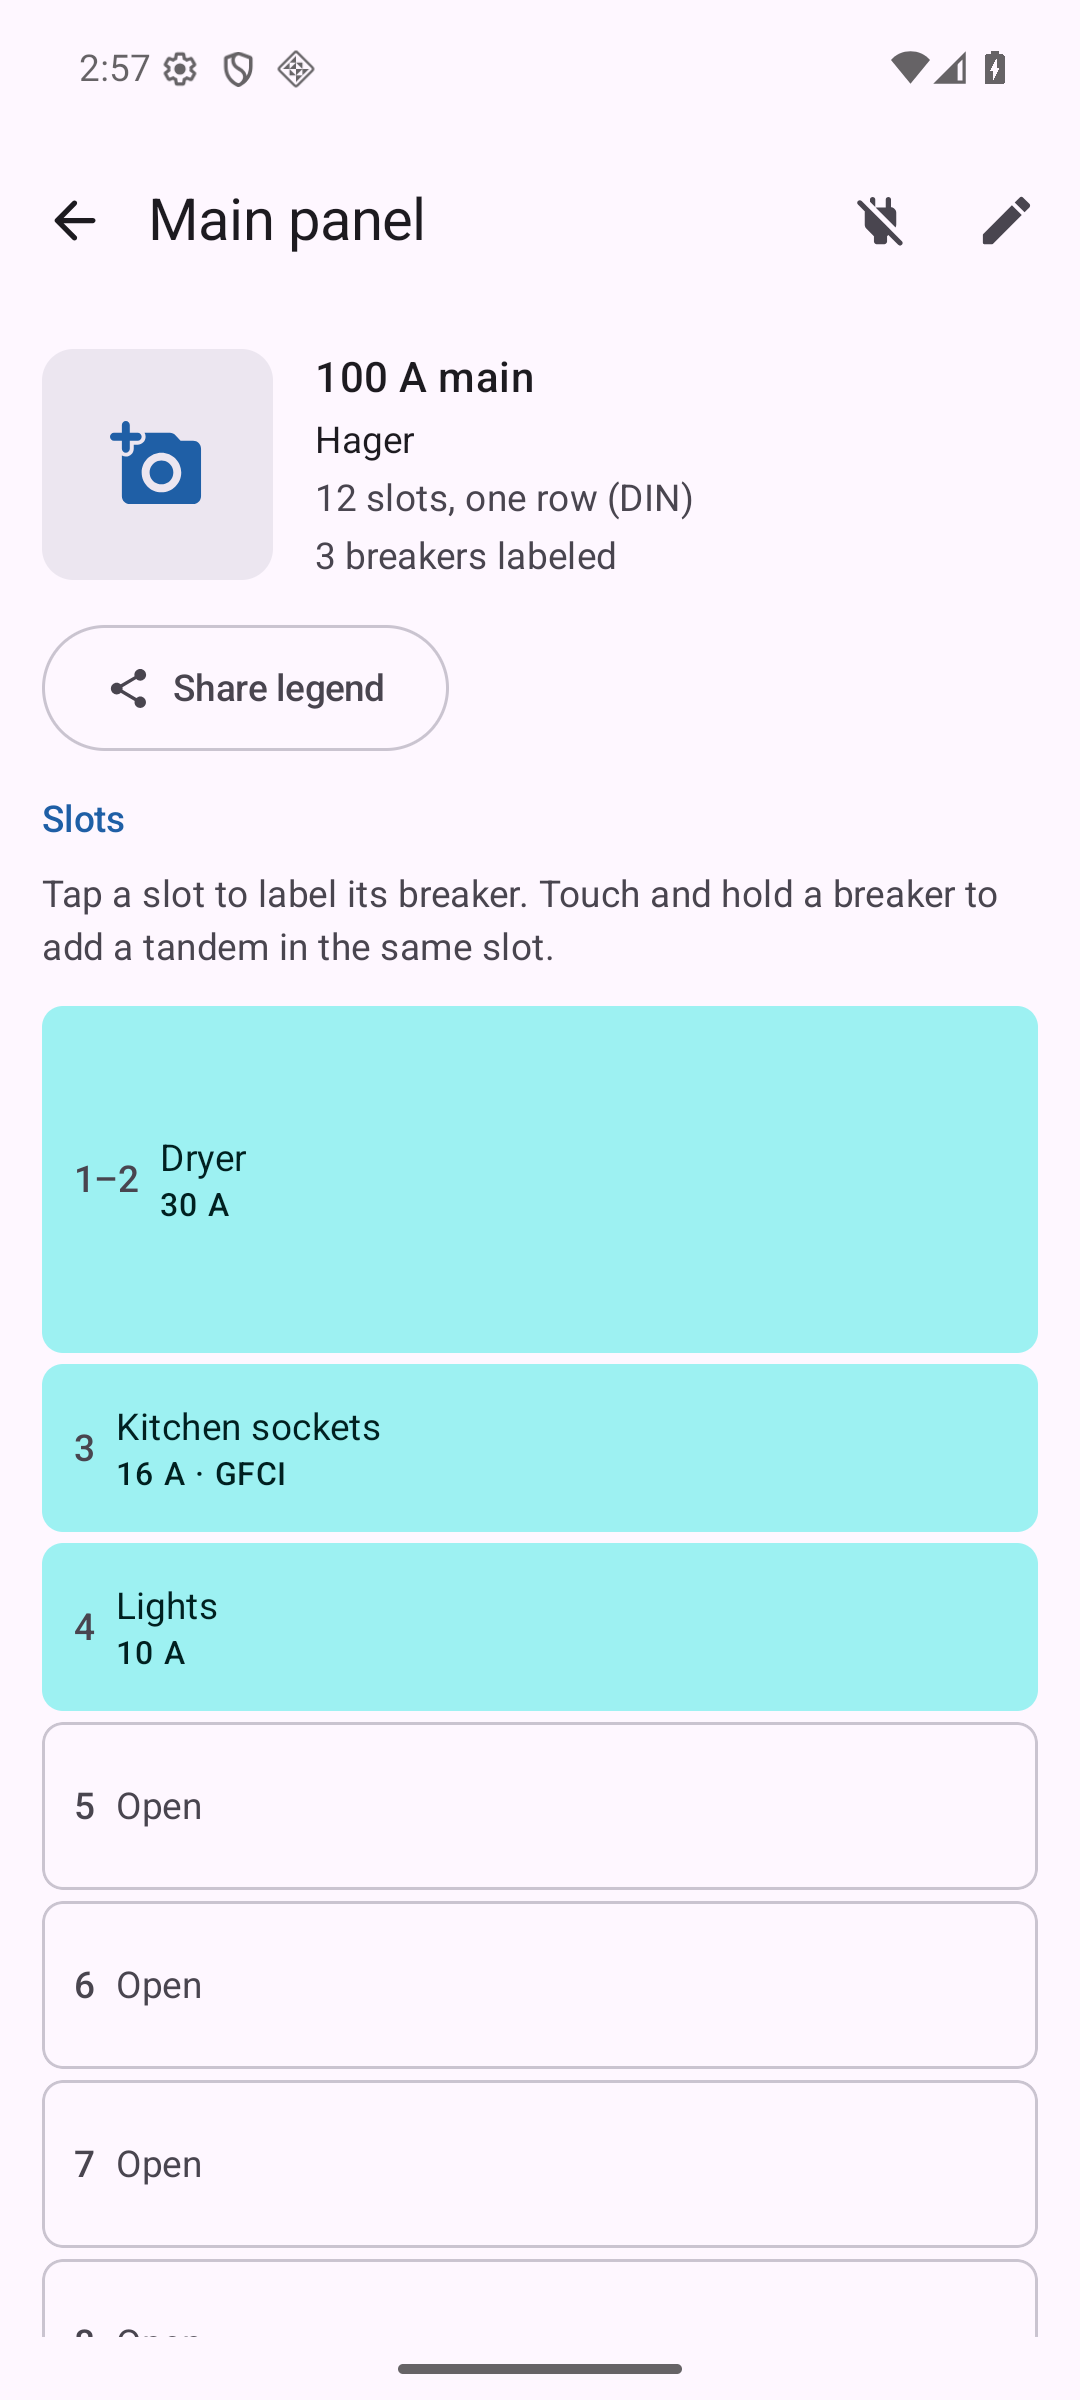 2:57
Main panel
100 A main
Hager
12 slots, one row (DIN)
3 breakers labeled
Share legend
Slots
Tap a slot to label its breaker. Touch and hold a breaker to
add a tandem in the same slot.
1–2 Dryer
30 A
3 Kitchen sockets
16 A · GFCI
4 Lights
10 A
5 Open
6 Open
7 Open